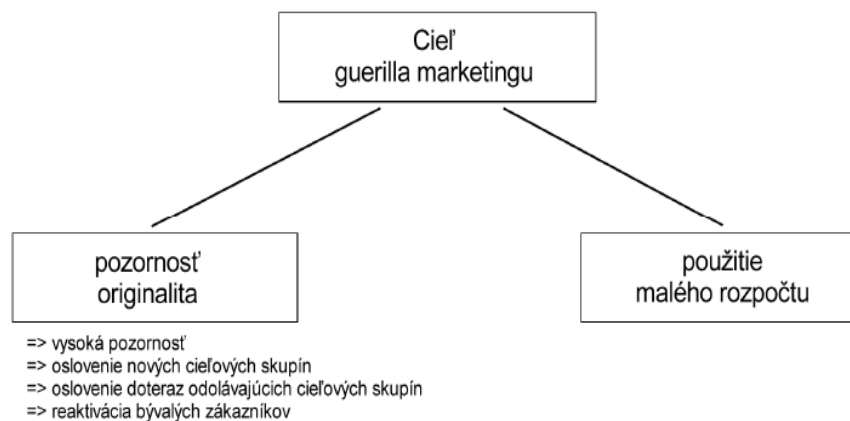 Cieľ
guerilla marketingu
pozornosť
originalita
použitie
malého rozpočtu
=> vysoká pozornosť
=> oslovenie nových cieľových skupín
=> oslovenie doteraz odolávajúcich cieľových skupín
=> reaktivácia bývalých zákazníkov